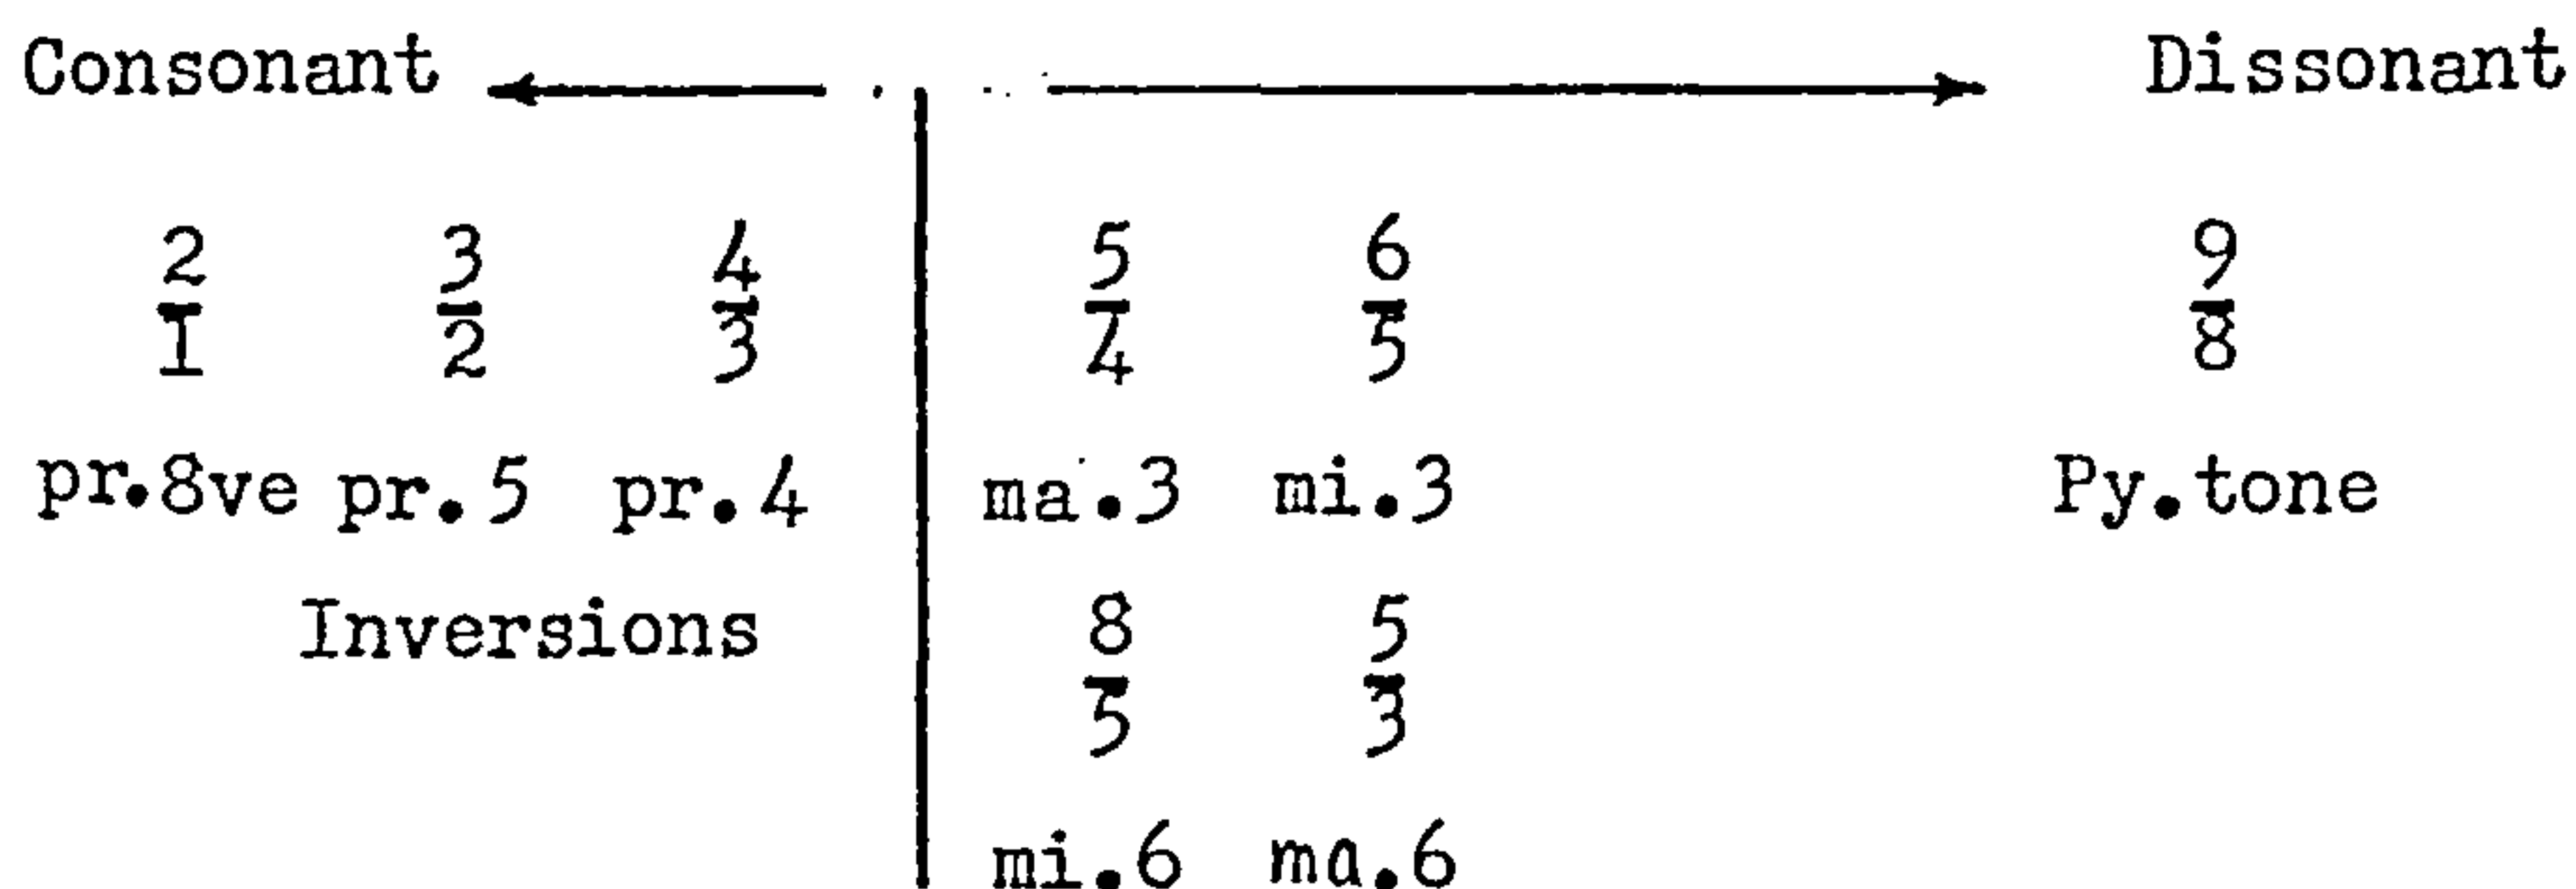 Consonant Dissonant
2 3 4 5 6 9
I 2 3 4 5 8
pr.8ve pr.5 pr.4 ma.3 mi.3 Py.tone
Inversions 8 5
5 3
mi.6 ma.6